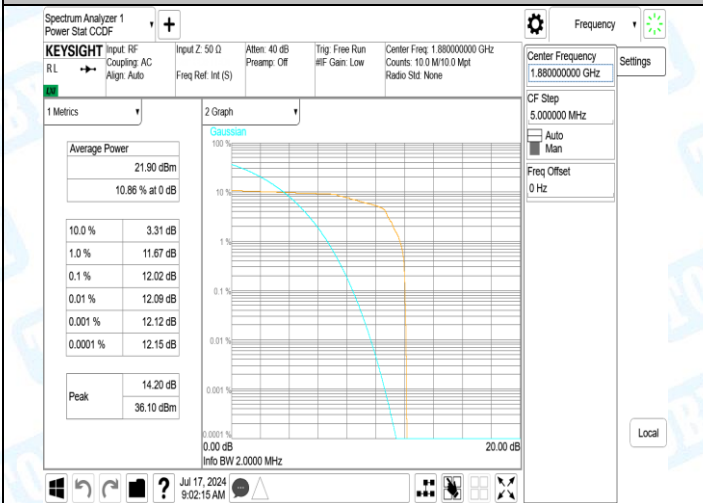 Spectrum Analyzer 1
Power Stat CCDF
Frequency
KEYSIGHT
RL
LXI
Input: RF
Coupling: AC
Align: Auto
Input Z: 50 Ω
Freq Ref: Int (S)
Atten: 40 dB
Preamp: Off
Trig: Free Run
#IF Gain: Low
Center Freq: 1.880000000 GHz
Counts: 10.0 M/10.0 Mpt
Radio Std: None
Center Frequency
1.880000000 GHz
Settings
CF Step
5.000000 MHz
Auto
Man
Freq Offset
0 Hz
1 Metrics
2 Graph
Average Power
21.90 dBm
10.86 % at 0 dB
10.0 % 3.31 dB
1.0 % 11.67 dB
0.1 % 12.02 dB
0.01 % 12.09 dB
0.001 % 12.12 dB
0.0001 % 12.15 dB
Peak 14.20 dB
36.10 dBm
Gaussian
100 %
10 %
1 %
0.1 %
0.01 %
0.001 %
0.0001 %
0.00 dB 20.00 dB
Info BW 2.0000 MHz
Local
?
Jul 17, 2024
9:02:15 AM